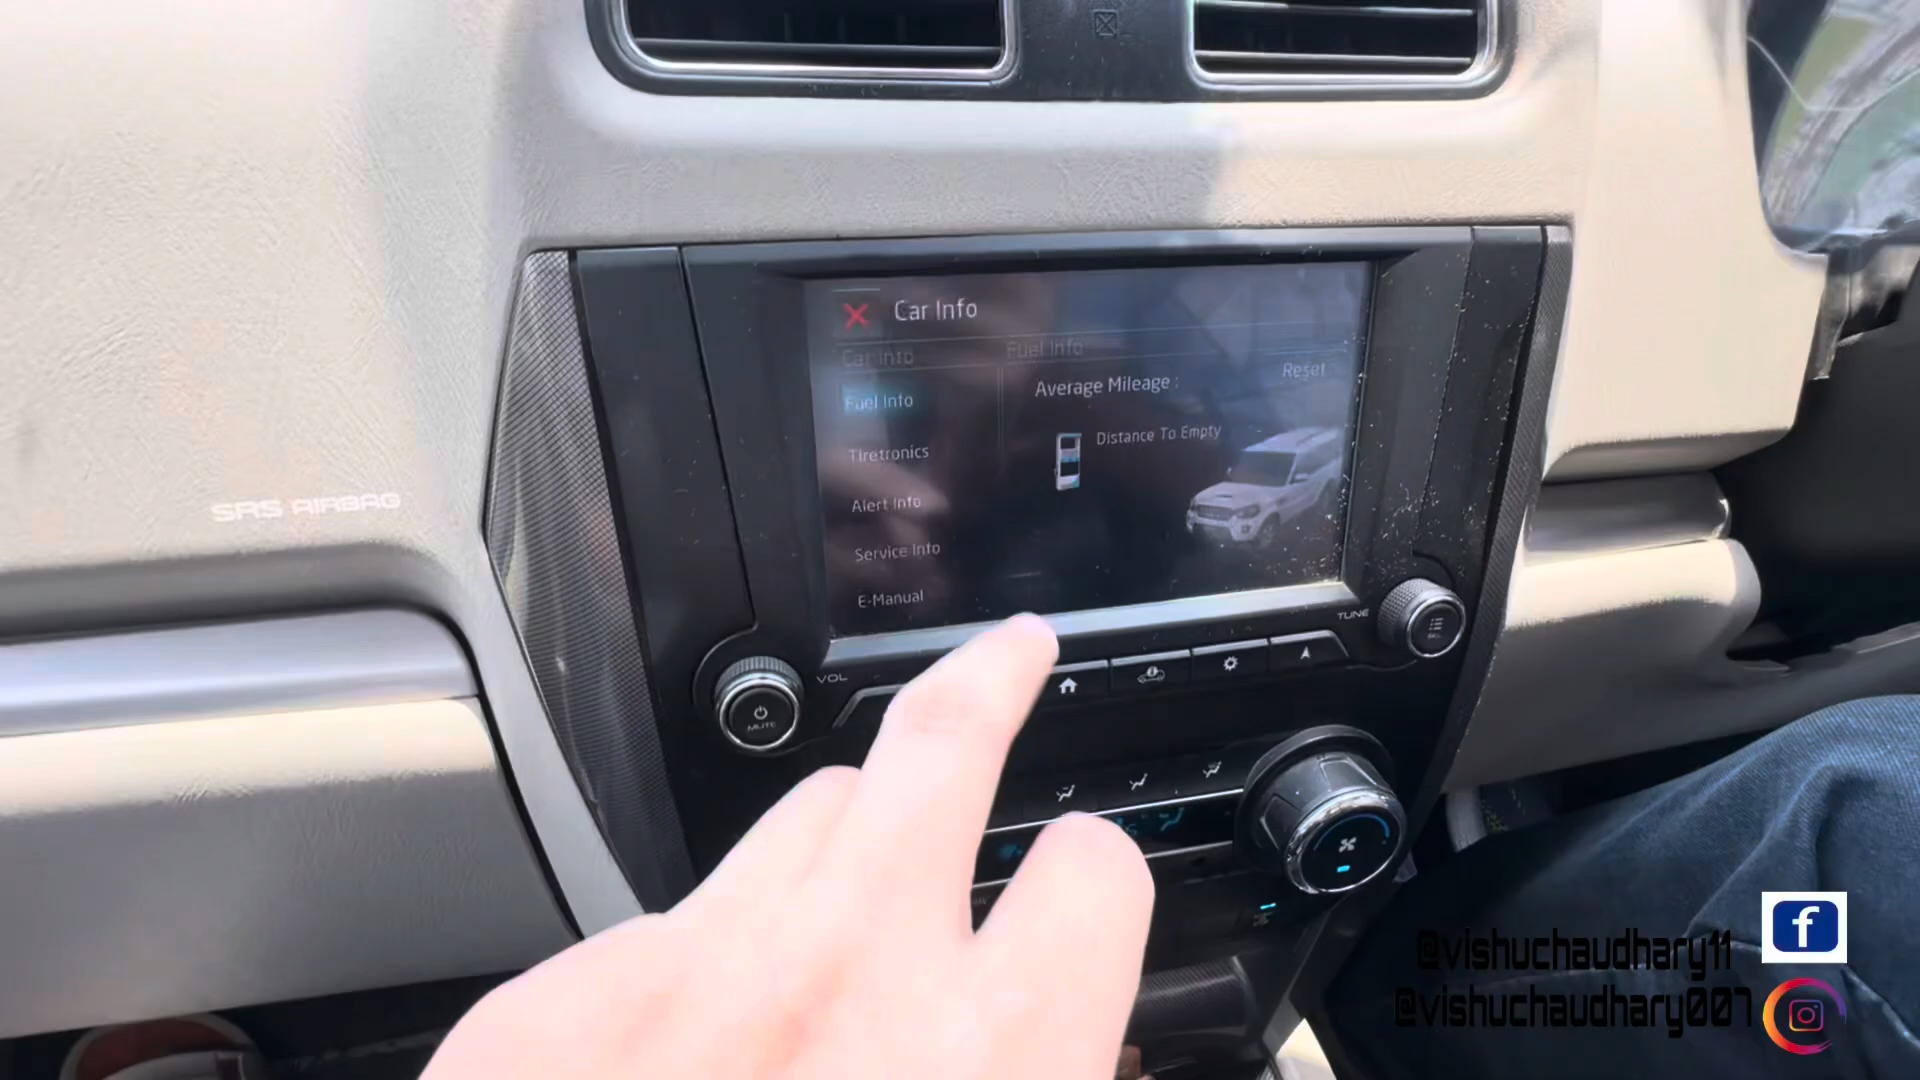 Car Info
Car Info
Fuel Info
Fuel Info
Average Mileage :
Reset
Distance To Empty
Tiretronics
Alert Info
Service Info
E-Manual
SRS AIRBAG
VOL
MUTE
TUNE
@vishuchaudhary11
@vishuchaudhary007